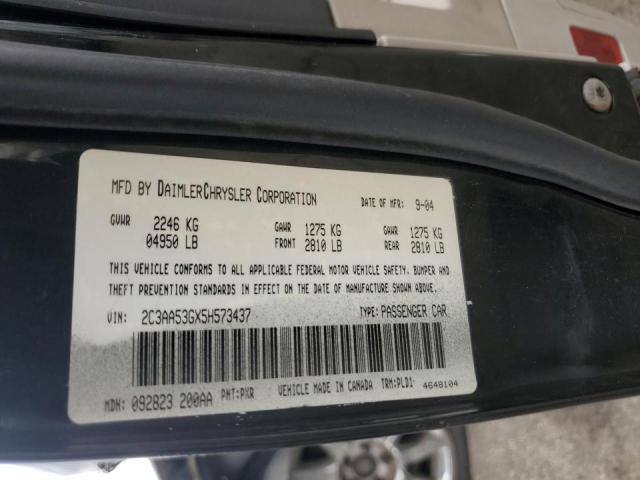 MFD BY DAIMLERCHRYSLER CORPORATION DATE OF MFR: 9-04
GVWR 2246 KG GAWR 1275 KG GAWR 1275 KG
04950 LB FRONT 2810 LB REAR 2810 LB
THIS VEHICLE CONFORMS TO ALL APPLICABLE FEDERAL MOTOR VEHICLE SAFETY, BUMPER AND
THEFT PREVENTION STANDARDS IN EFFECT ON THE DATE OF MANUFACTURE SHOWN ABOVE.
VIN: 2C3AA53GX5H573437 TYPE: PASSENGER CAR
MDH: 092823 200AA PNT: PXR VEHICLE MADE IN CANADA TRM: PLD1 4648104